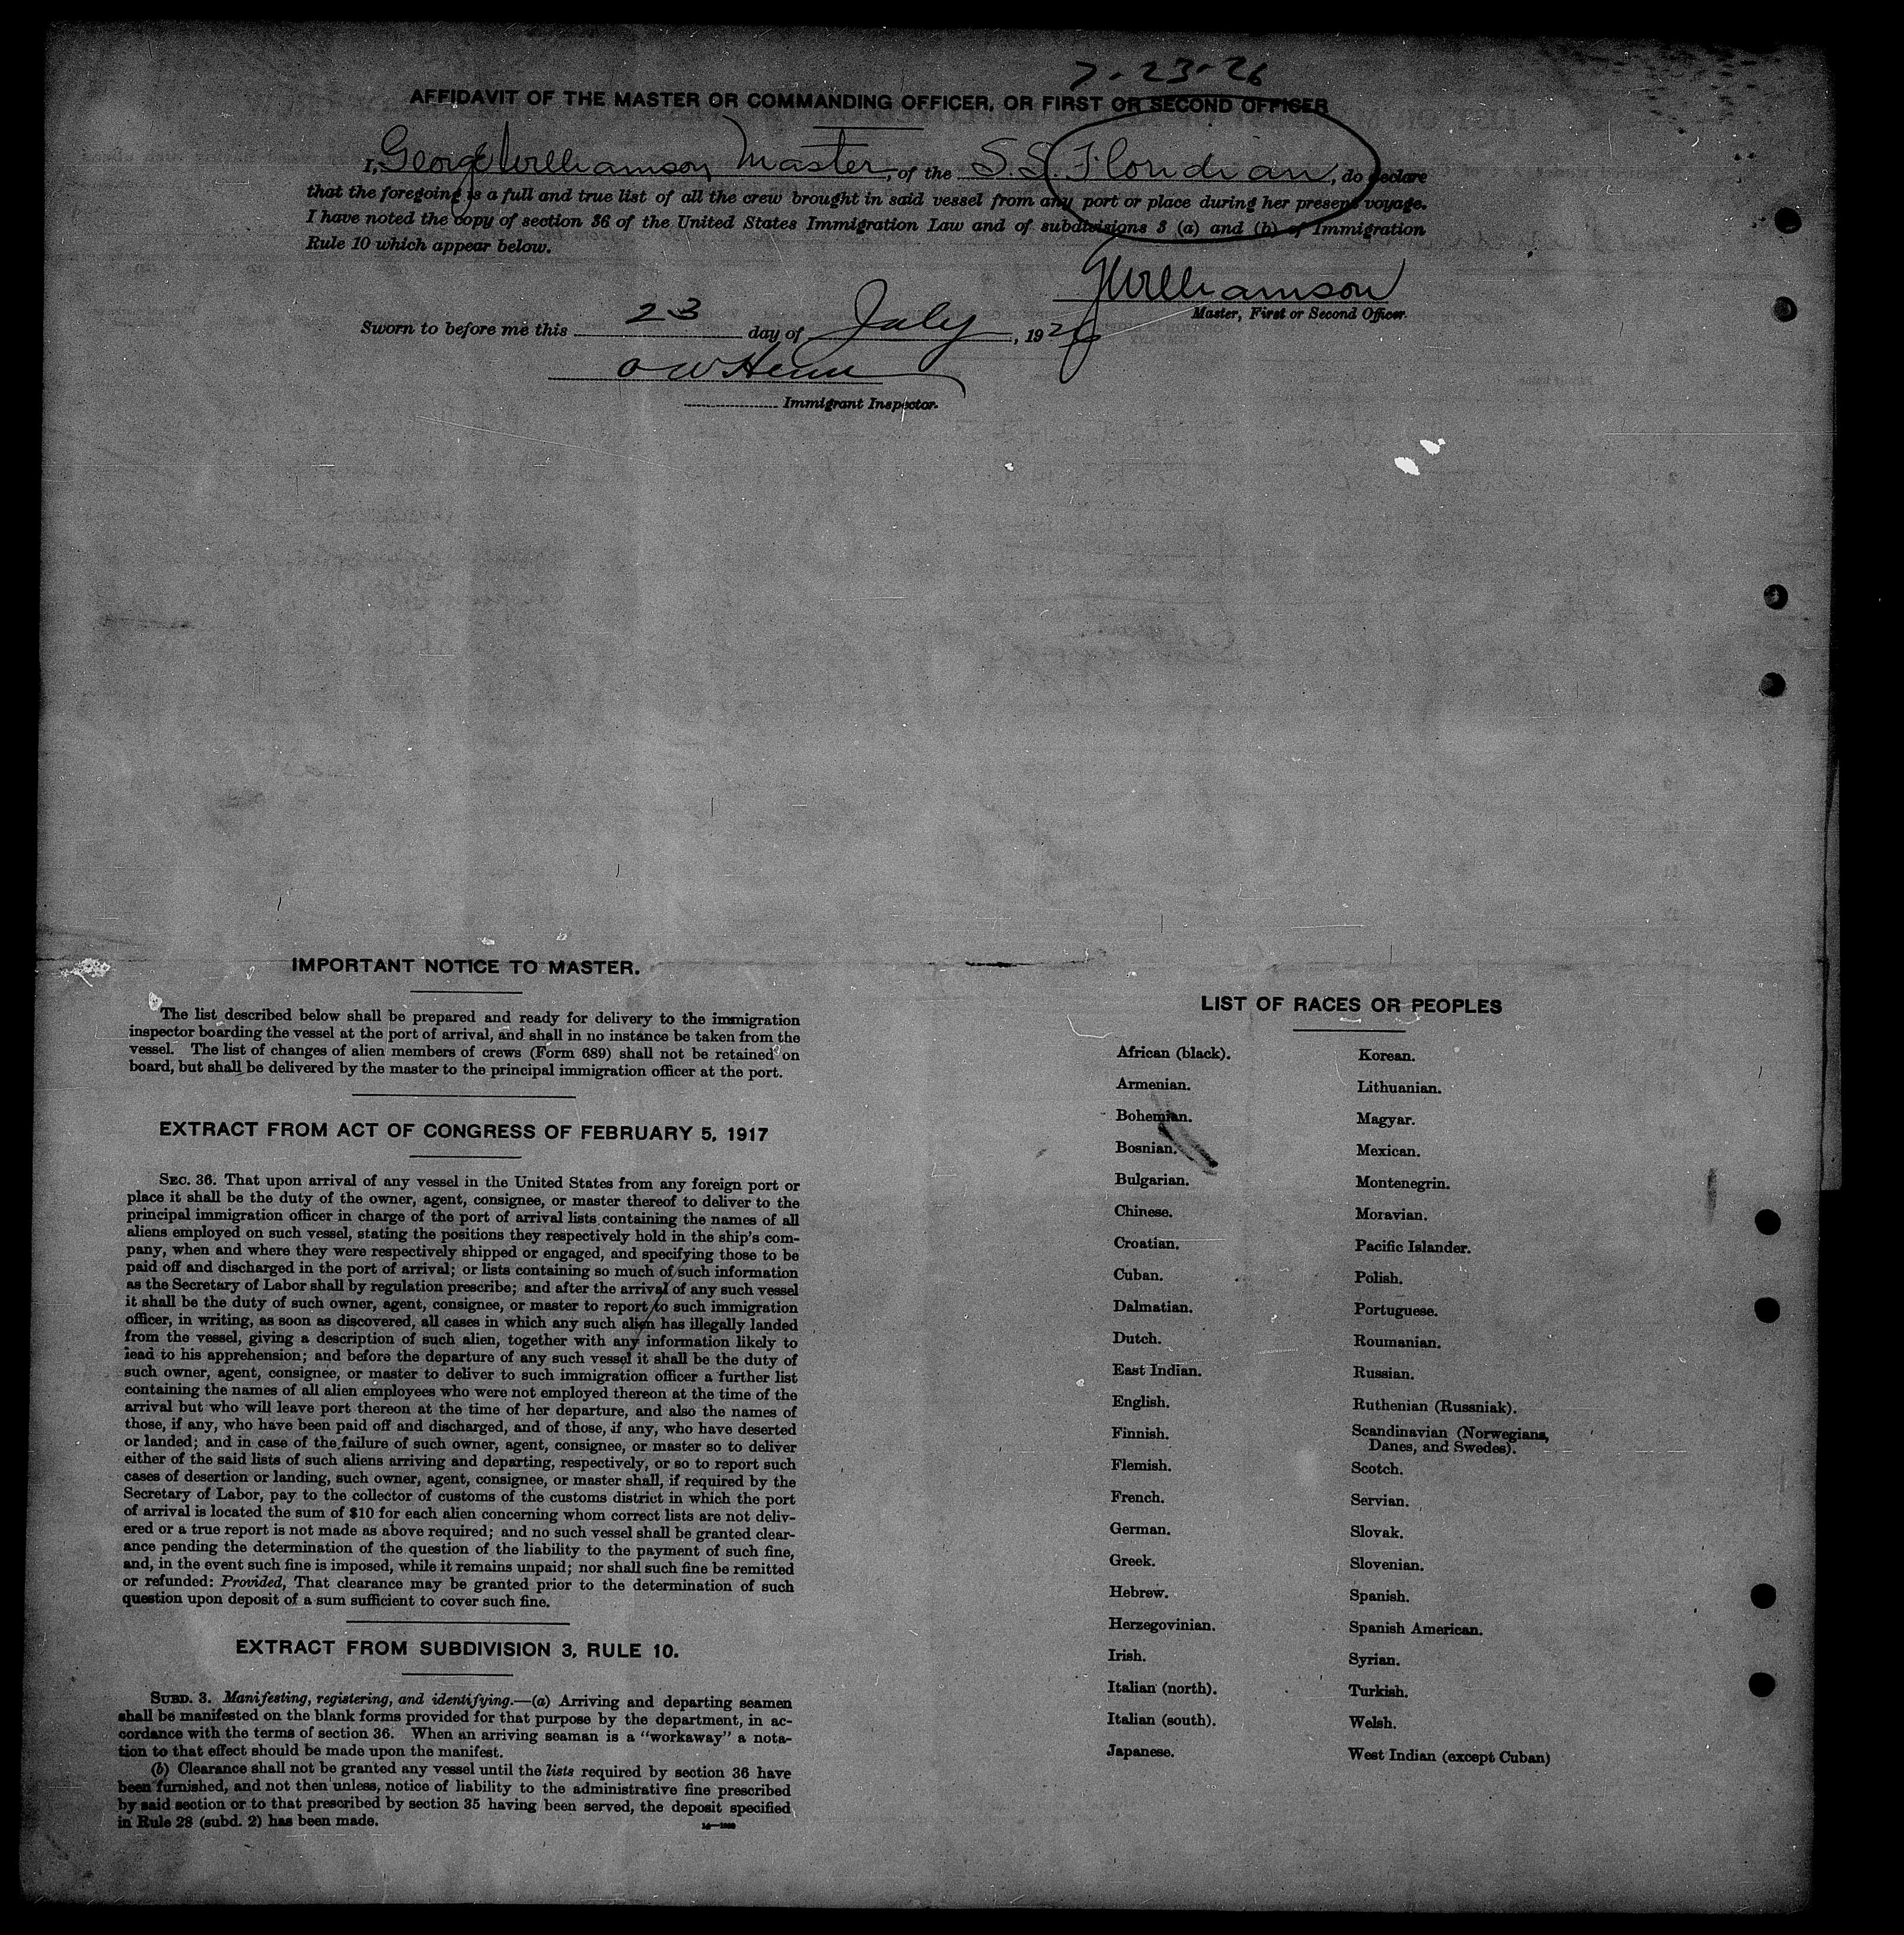 7-23-26
AFFIDAVIT OF THE MASTER OR COMMANDING OFFICER, OR FIRST OR SECOND OFFICER
I, George Williamson Master, of the S.S. Floridian, do declare
that the foregoing is a full and true list of all the crew brought in said vessel from any port or place during her present voyage.
I have noted the copy of section 36 of the United States Immigration Law and of subdivisions 3 (a) and (b) of Immigration
Rule 10 which appear below.
GWilliamson
Master, First or Second Officer.
Sworn to before me this 23 day of July, 1926
Immigrant Inspector.
IMPORTANT NOTICE TO MASTER.
The list described below shall be prepared and ready for delivery to the immigration
inspector boarding the vessel at the port of arrival, and shall in no instance be taken from the
vessel. The list of changes of alien members of crews (Form 689) shall not be retained on
board, but shall be delivered by the master to the principal immigration officer at the port.
EXTRACT FROM ACT OF CONGRESS OF FEBRUARY 5, 1917
SEC. 36. That upon arrival of any vessel in the United States from any foreign port or
place it shall be the duty of the owner, agent, consignee, or master thereof to deliver to the
principal immigration officer in charge of the port of arrival lists containing the names of all
aliens employed on such vessel, stating the positions they respectively hold in the ship's com-
pany, when and where they were respectively shipped or engaged, and specifying those to be
paid off and discharged in the port of arrival; or lists containing so much of such information
as the Secretary of Labor shall by regulation prescribe; and after the arrival of any such vessel
it shall be the duty of such owner, agent, consignee, or master to report to such immigration
officer, in writing, as soon as discovered, all cases in which any such alien has illegally landed
from the vessel, giving a description of such alien, together with any information likely to
lead to his apprehension; and before the departure of any such vessel it shall be the duty of
such owner, agent, consignee, or master to deliver to such immigration officer a further list
containing the names of all alien employees who were not employed thereon at the time of the
arrival but who will leave port thereon at the time of her departure, and also the names of
those, if any, who have been paid off and discharged, and of those, if any, who have deserted
or landed; and in case of the failure of such owner, agent, consignee, or master so to deliver
either of the said lists of such aliens arriving and departing, respectively, or so to report such
cases of desertion or landing, such owner, agent, consignee, or master shall, if required by the
Secretary of Labor, pay to the collector of customs of the customs district in which the port
of arrival is located the sum of $10 for each alien concerning whom correct lists are not deliv-
ered or a true report is not made as above required; and no such vessel shall be granted clear-
ance pending the determination of the question of the liability to the payment of such fine,
and, in the event such fine is imposed, while it remains unpaid; nor shall such fine be remitted
or refunded: Provided, That clearance may be granted prior to the determination of such
question upon deposit of a sum sufficient to cover such fine.
EXTRACT FROM SUBDIVISION 3, RULE 10.
SUBD. 3. Manifesting, registering, and identifying.—(a) Arriving and departing seamen
shall be manifested on the blank forms provided for that purpose by the department, in ac-
cordance with the terms of section 36. When an arriving seaman is a "workaway" a nota-
tion to that effect should be made upon the manifest.
(b) Clearance shall not be granted any vessel until the lists required by section 36 have
been furnished, and not then unless, notice of liability to the administrative fine prescribed
by said section or to that prescribed by section 35 having been served, the deposit specified
in Rule 28 (subd. 2) has been made.
LIST OF RACES OR PEOPLES
African (black).
Armenian.
Bohemian.
Bosnian.
Bulgarian.
Chinese.
Croatian.
Cuban.
Dalmatian.
Dutch.
East Indian.
English.
Finnish.
Flemish.
French.
German.
Greek.
Hebrew.
Herzegovinian.
Irish.
Italian (north).
Italian (south).
Japanese.
Korean.
Lithuanian.
Magyar.
Mexican.
Montenegrin.
Moravian.
Pacific Islander.
Polish.
Portuguese.
Roumanian.
Russian.
Ruthenian (Russniak).
Scandinavian (Norwegians,
Danes, and Swedes).
Scotch.
Servian.
Slovak.
Slovenian.
Spanish.
Spanish American.
Syrian.
Turkish.
Welsh.
West Indian (except Cuban)